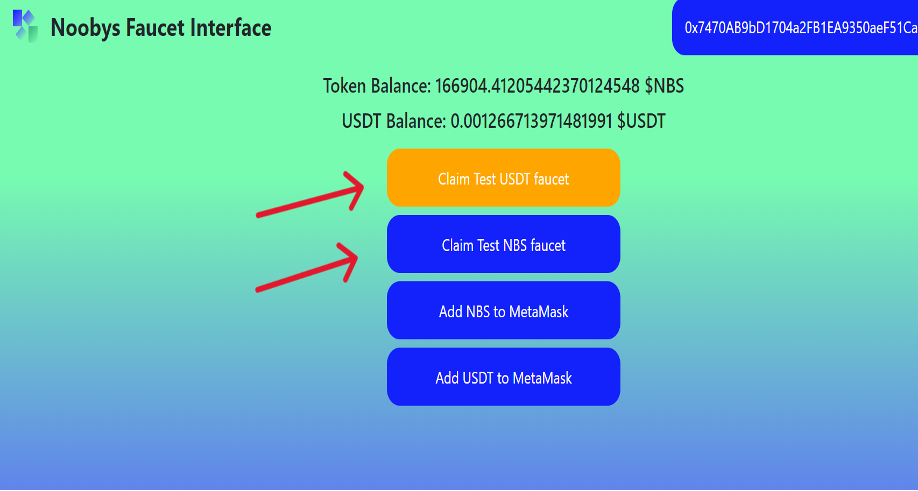 Noobys Faucet Interface
0x7470AB9bD1704a2FB1EA9350aeF51Ca
Token Balance: 166904.41205442370124548 $NBS
USDT Balance: 0.001266713971481991 $USDT
Claim Test USDT faucet
Claim Test NBS faucet
Add NBS to MetaMask
Add USDT to MetaMask